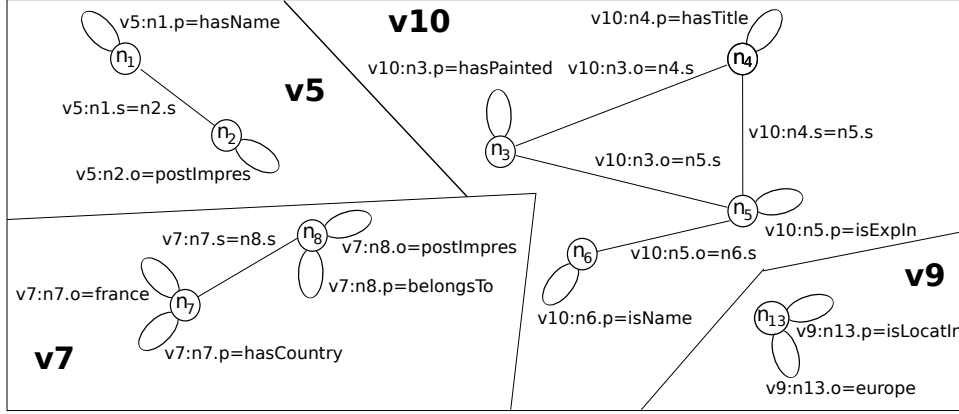 v5:n1.p=hasName
n1
v5
v5:n1.s=n2.s
n2
v5:n2.o=postImpres
v10
v10:n4.p=hasTitle
n4
v10:n3.p=hasPainted
v10:n3.o=n4.s
n3
v10:n4.s=n5.s
v10:n3.o=n5.s
n5
v10:n5.p=isExpIn
v10:n5.o=n6.s
n6
v10:n6.p=isName
v7:n7.s=n8.s
n8
v7:n8.o=postImpres
v7:n8.p=belongsTo
v7:n7.o=france
n7
v7:n7.p=hasCountry
v7
v9
n13
v9:n13.p=isLocatIn
v9:n13.o=europe